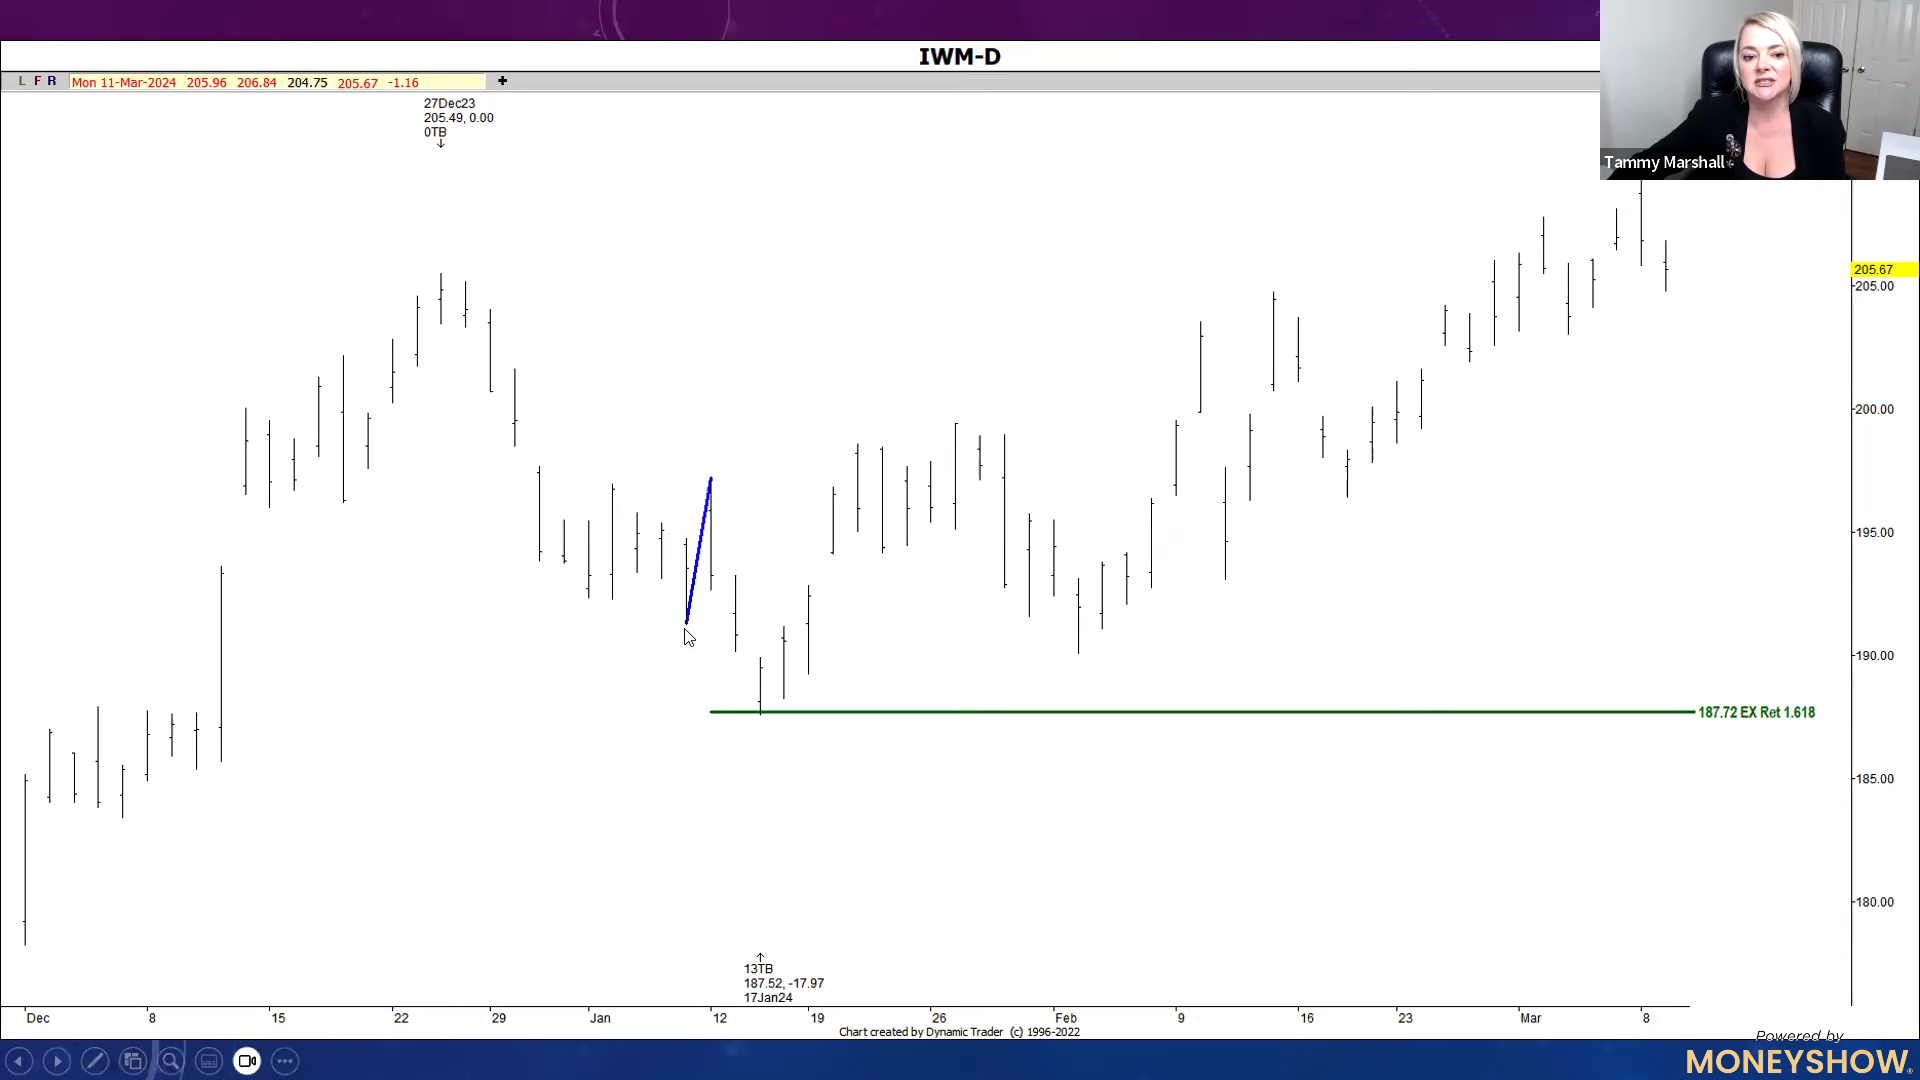 IWM-D
L F R Mon 11-Mar-2024 205.96 206.84 204.75 205.67 -1.16 +
27Dec23
205.49, 0.00
0TB
Tammy Marshall
205.67
205.00
200.00
195.00
190.00
187.72 EX Ret 1.618
185.00
180.00
13TB
187.52, -17.97
17Jan24
Dec 8 15 22 29 Jan 12 19 26 Feb 9 16 23 Mar 8
Chart created by Dynamic Trader (c) 1996-2022
Powered by
MONEYSHOW®